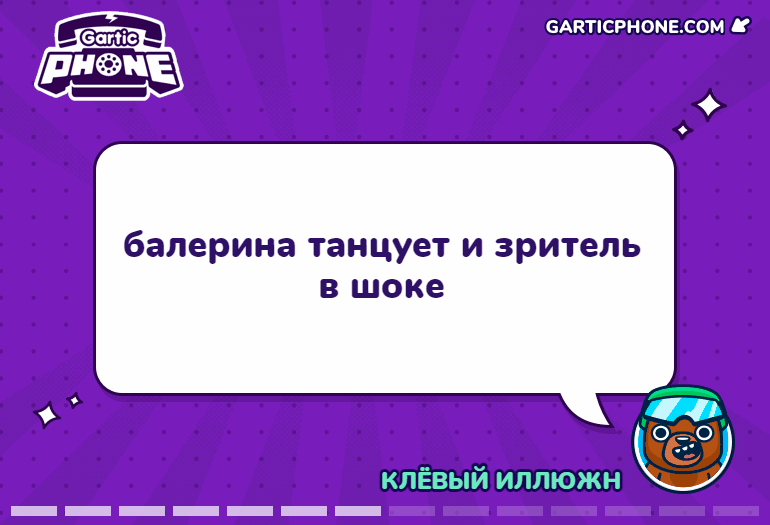 Gartic
PHONE
GARTICPHONE.COM
балерина танцует и зритель
в шоке
КЛЁВЫЙ ИЛЛЮЖН